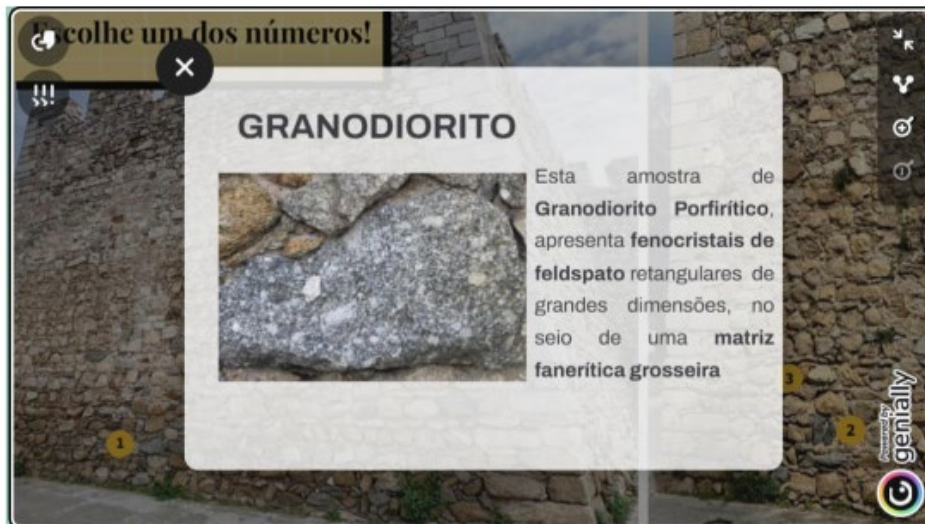 Escolhe um dos números!
GRANODIORITO
Esta amostra de
Granodiorito Porfirítico,
apresenta fenocristais de
feldspato retangulares de
grandes dimensões, no
seio de uma matriz
fanerítica grosseira
3
1
2
Powered by
genially